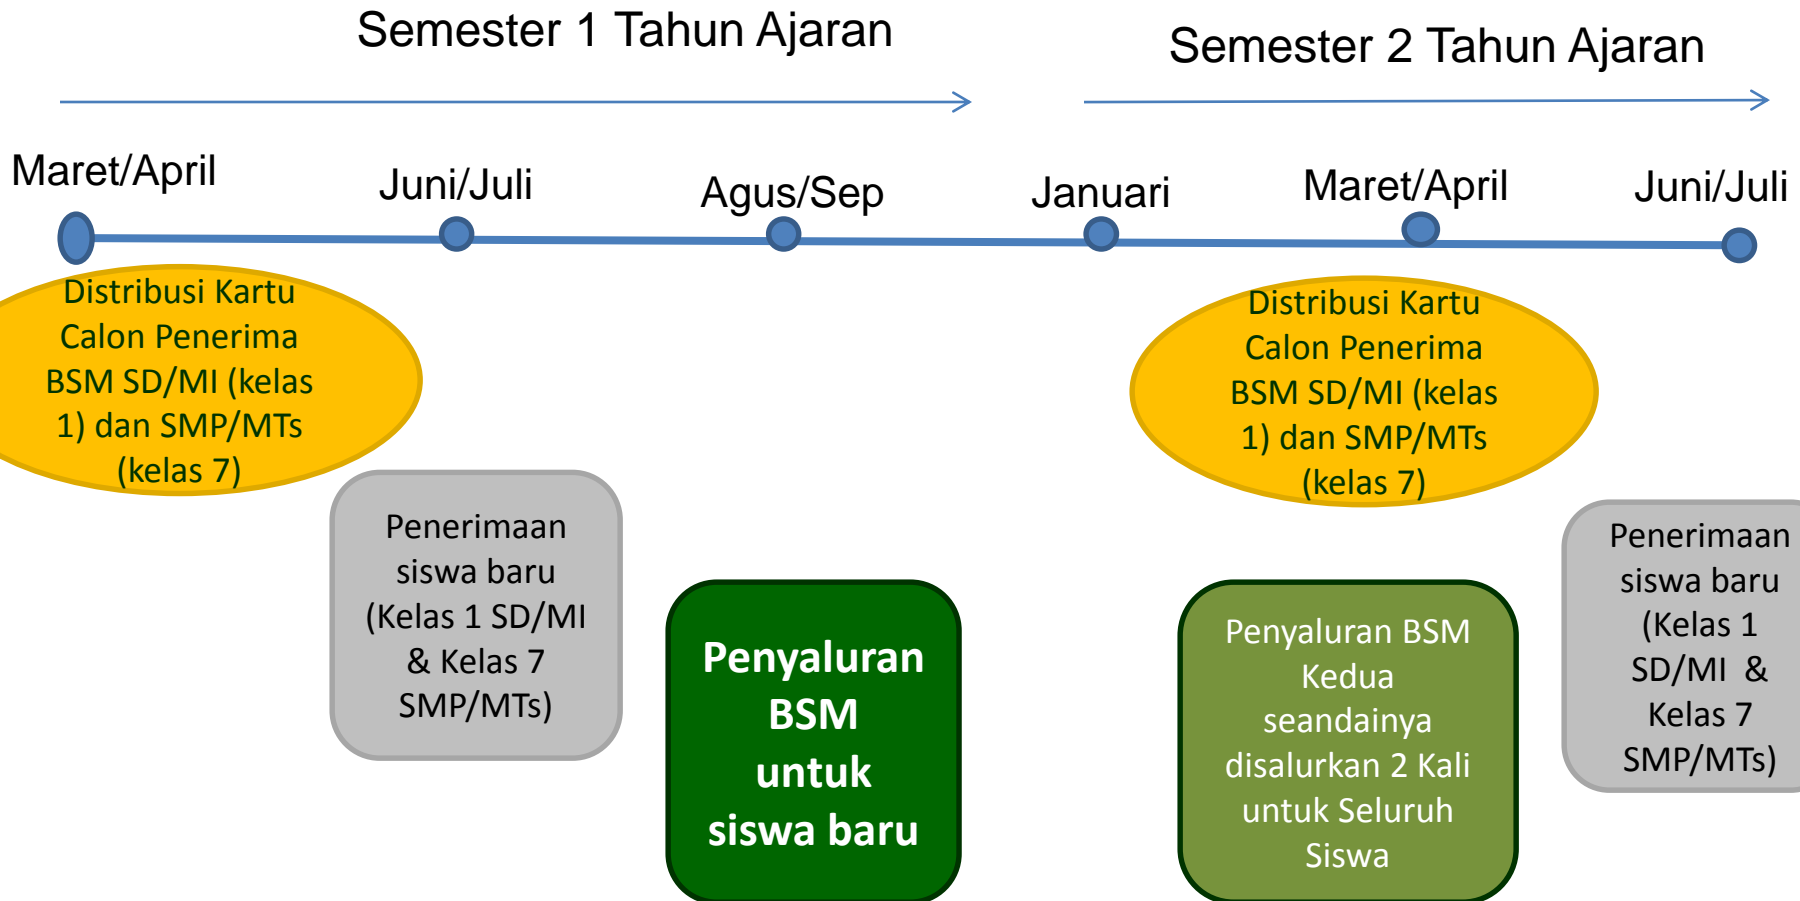 Semester 1 Tahun Ajaran
Semester 2 Tahun Ajaran
Maret/April
Juni/Juli
Agus/Sep
Januari
Maret/April
Juni/Juli
Distribusi Kartu
Calon Penerima
BSM SD/MI (kelas
1) dan SMP/MTs
(kelas 7)
Penerimaan
siswa baru
(Kelas 1 SD/MI
& Kelas 7
SMP/MTs)
Penyaluran
BSM
untuk
siswa baru
Distribusi Kartu
Calon Penerima
BSM SD/MI (kelas
1) dan SMP/MTs
(kelas 7)
Penyaluran BSM
Kedua
seandainya
disalurkan 2 Kali
untuk Seluruh
Siswa
Penerimaan
siswa baru
(Kelas 1
SD/MI &
Kelas 7
SMP/MTs)